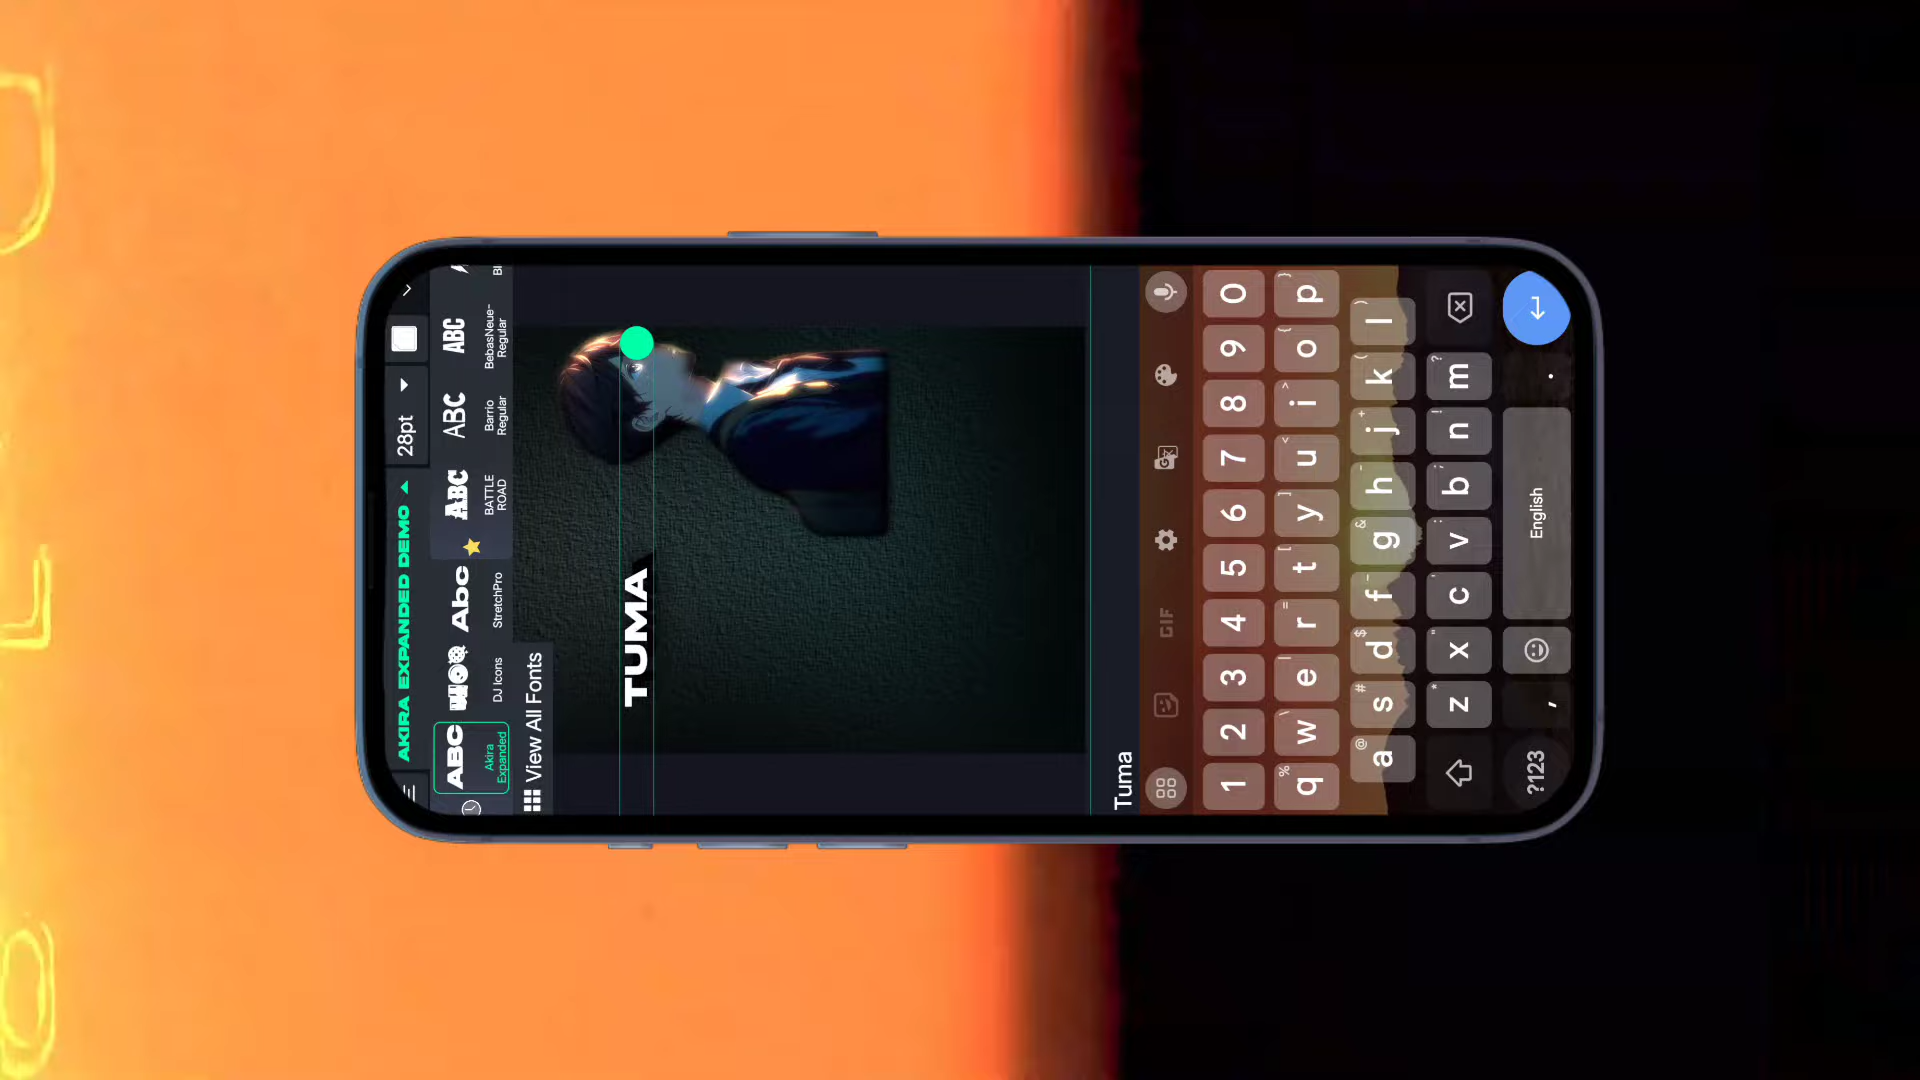 AKIRA EXPANDED DEMO
28pt
ABC
Akira
Expanded
DJ Icons
Abc
StretchPro
ABC
BATTLE
ROAD
ABC
Barrio
Regular
ABC
BebasNeue-
Regular
Bl
View All Fonts
TUMA
Tuma
GIF
1 2 3 4 5 6 7 8 9 0
q w e r t y u i o p
a s d f g h j k l
z x c v b n m
?123 , English .